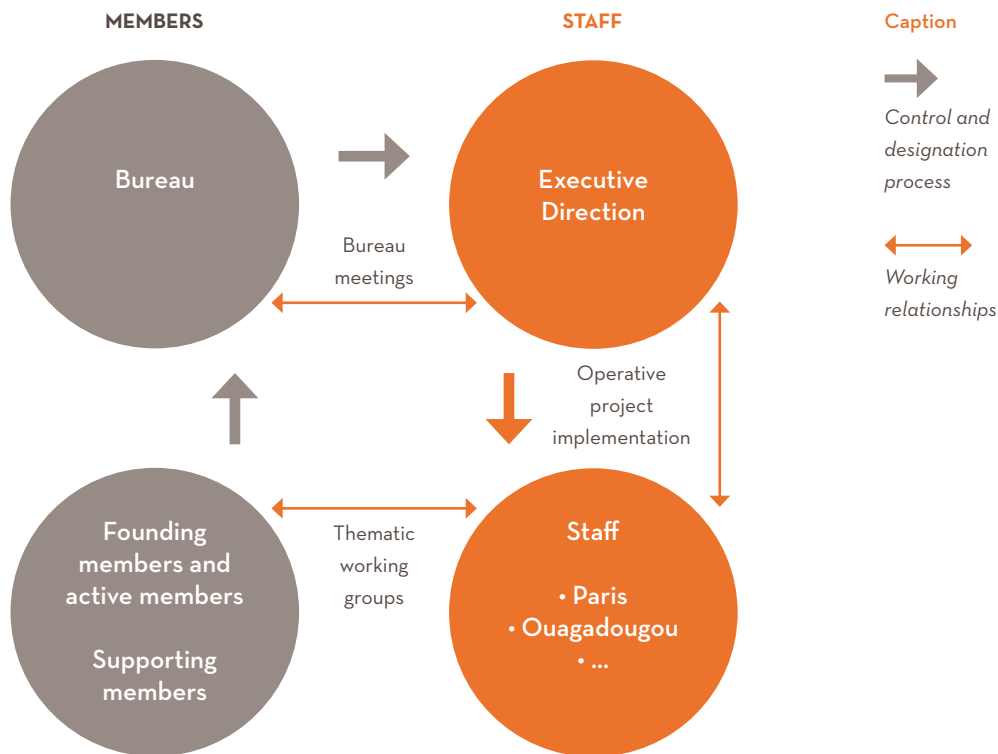 MEMBERS
STAFF
Caption
Bureau
Executive
Direction
Control and
designation
process
Bureau
meetings
Working
relationships
Operative
project
implementation
Founding
members and
active members
Supporting
members
Thematic
working
groups
Staff
• Paris
• Ouagadougou
• ...